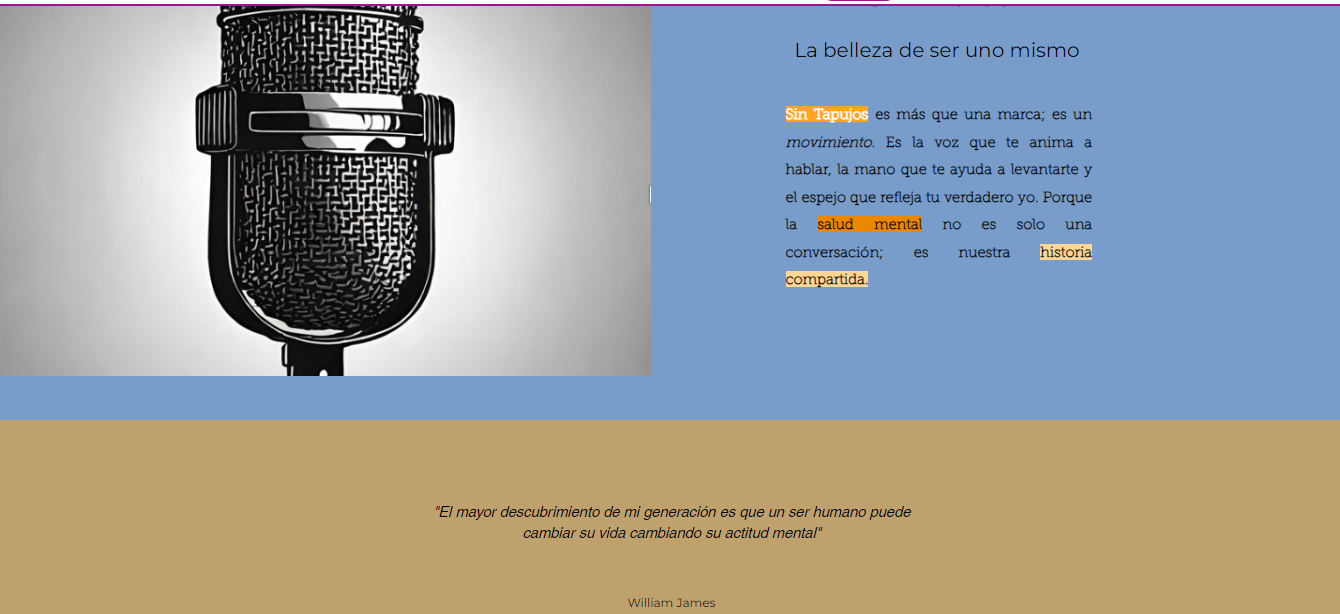 La belleza de ser uno mismo
Sin Tapujos es más que una marca; es un
movimiento. Es la voz que te anima a
hablar, la mano que te ayuda a levantarte y
el espejo que refleja tu verdadero yo. Porque
la salud mental no es solo una
conversación; es nuestra historia
compartida.
"El mayor descubrimiento de mi generación es que un ser humano puede
cambiar su vida cambiando su actitud mental"
William James